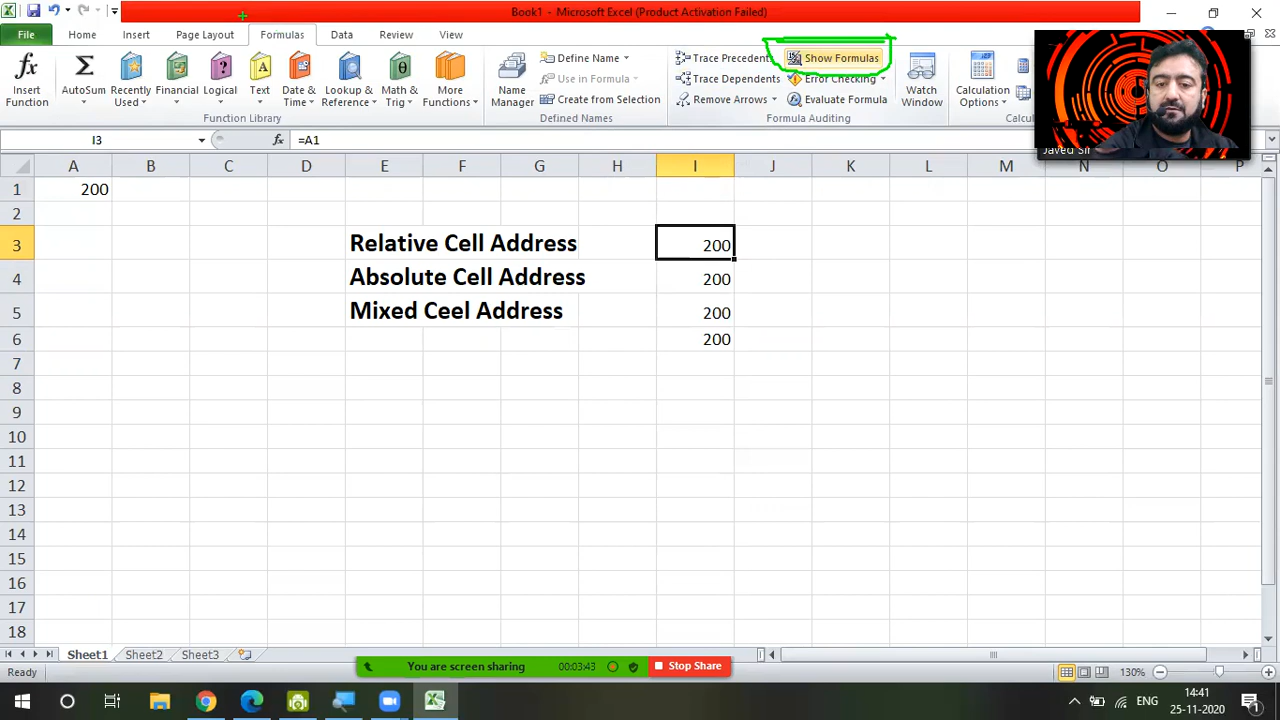 Book1 - Microsoft Excel (Product Activation Failed)
File Home Insert Page Layout Formulas Data Review View
Insert Function
AutoSum
Recently Used
Financial
Logical
Text
Date & Time
Lookup & Reference
Math & Trig
More Functions
Function Library
Name Manager
Define Name
Use in Formula
Create from Selection
Defined Names
Trace Precedents
Trace Dependents
Remove Arrows
Show Formulas
Error Checking
Evaluate Formula
Formula Auditing
Watch Window
Calculation Options
Javed Sir
I3 fx =A1
A B C D E F G H I J K L M N O P
1 200
2
3 Relative Cell Address 200
4 Absolute Cell Address 200
5 Mixed Ceel Address 200
6 200
7
8
9
10
11
12
13
14
15
16
17
18
Sheet1 Sheet2 Sheet3
You are screen sharing 00:03:43 Stop Share
Ready 130%
ENG 14:41
25-11-2020